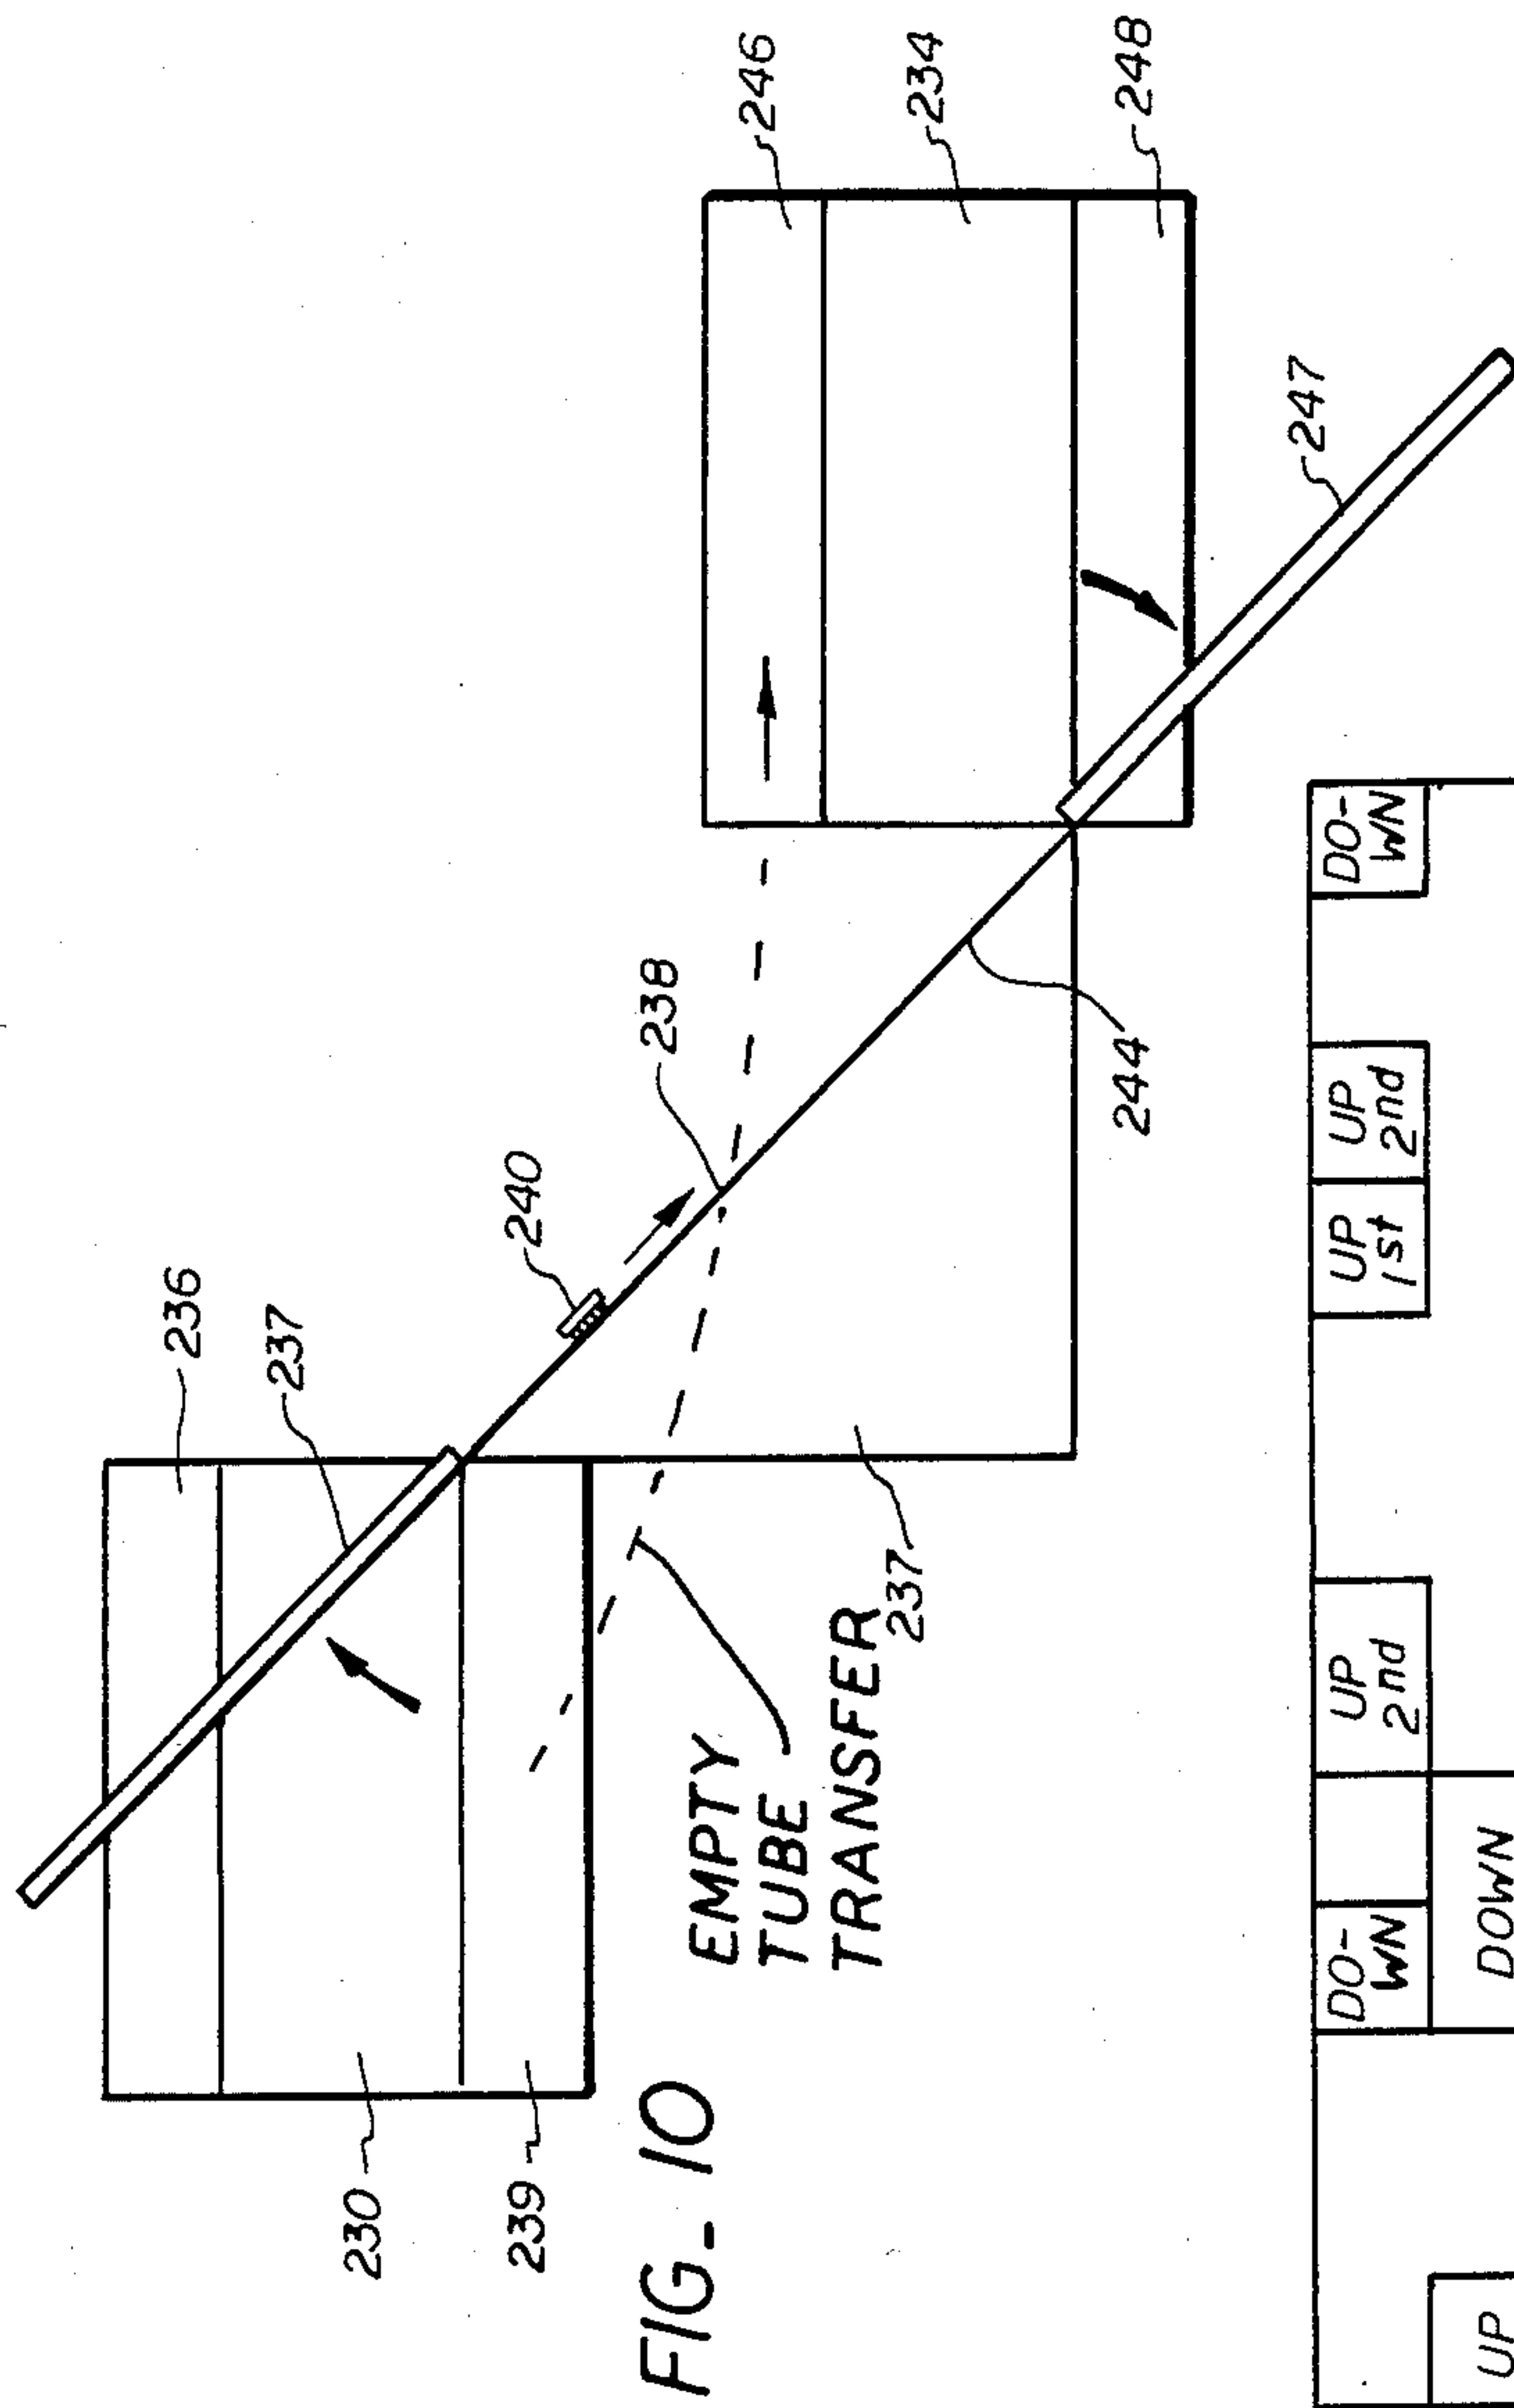 236
237
240
238
246
234
248
230
239
EMPTY
TUBE
TRANSFER
237
244
247
FIG_ 10
UP
DO-
WN
DOWN
UP
2nd
UP
1st
UP
2nd
DO-
WN